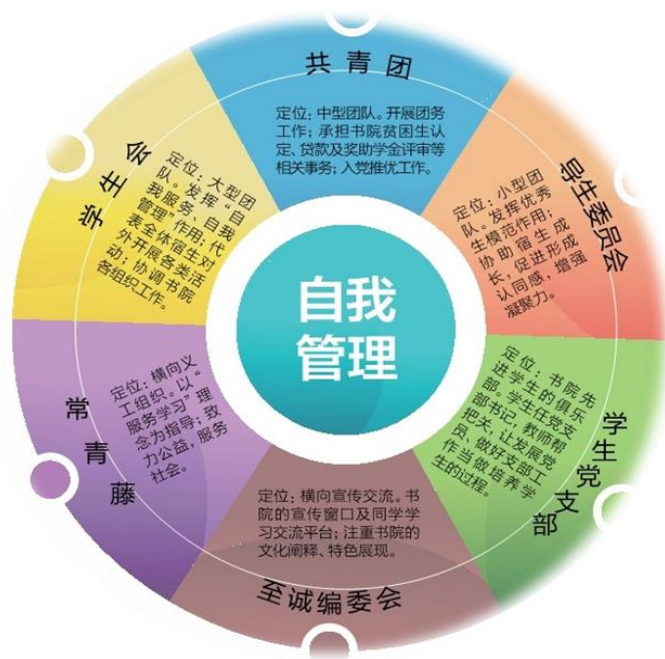 共青团
定位：中型团队。开展团务
工作；承担书院贫困生认
定、贷款及奖助学金评审等
相关事务；入党推优工作。
导生委员会
定位：小型团
队。发挥优秀
生模范作用；
协助宿生成
长，促进形成
认同感，增强
凝聚力。
学生党支部
定位：书院先
进学生的俱乐
部。学生任党支
部书记，教师帮
把关，让发展党
员、做好支部工
作当做培养学
生的过程。
至诚编委会
定位：横向宣传交流。书
院的宣传窗口及同学学
习交流平台；注重书院的
文化阐释、特色展现。
常青藤
定位：横向义
工组织。以“
服务学习”理
念为指导；致
力公益，服务
社会。
学生会
定位：大型团
队。发挥“自
我服务、自我
管理”作用；代
表全体宿生对
外开展各类活
动；协调书院
各组织工作。
自我
管理